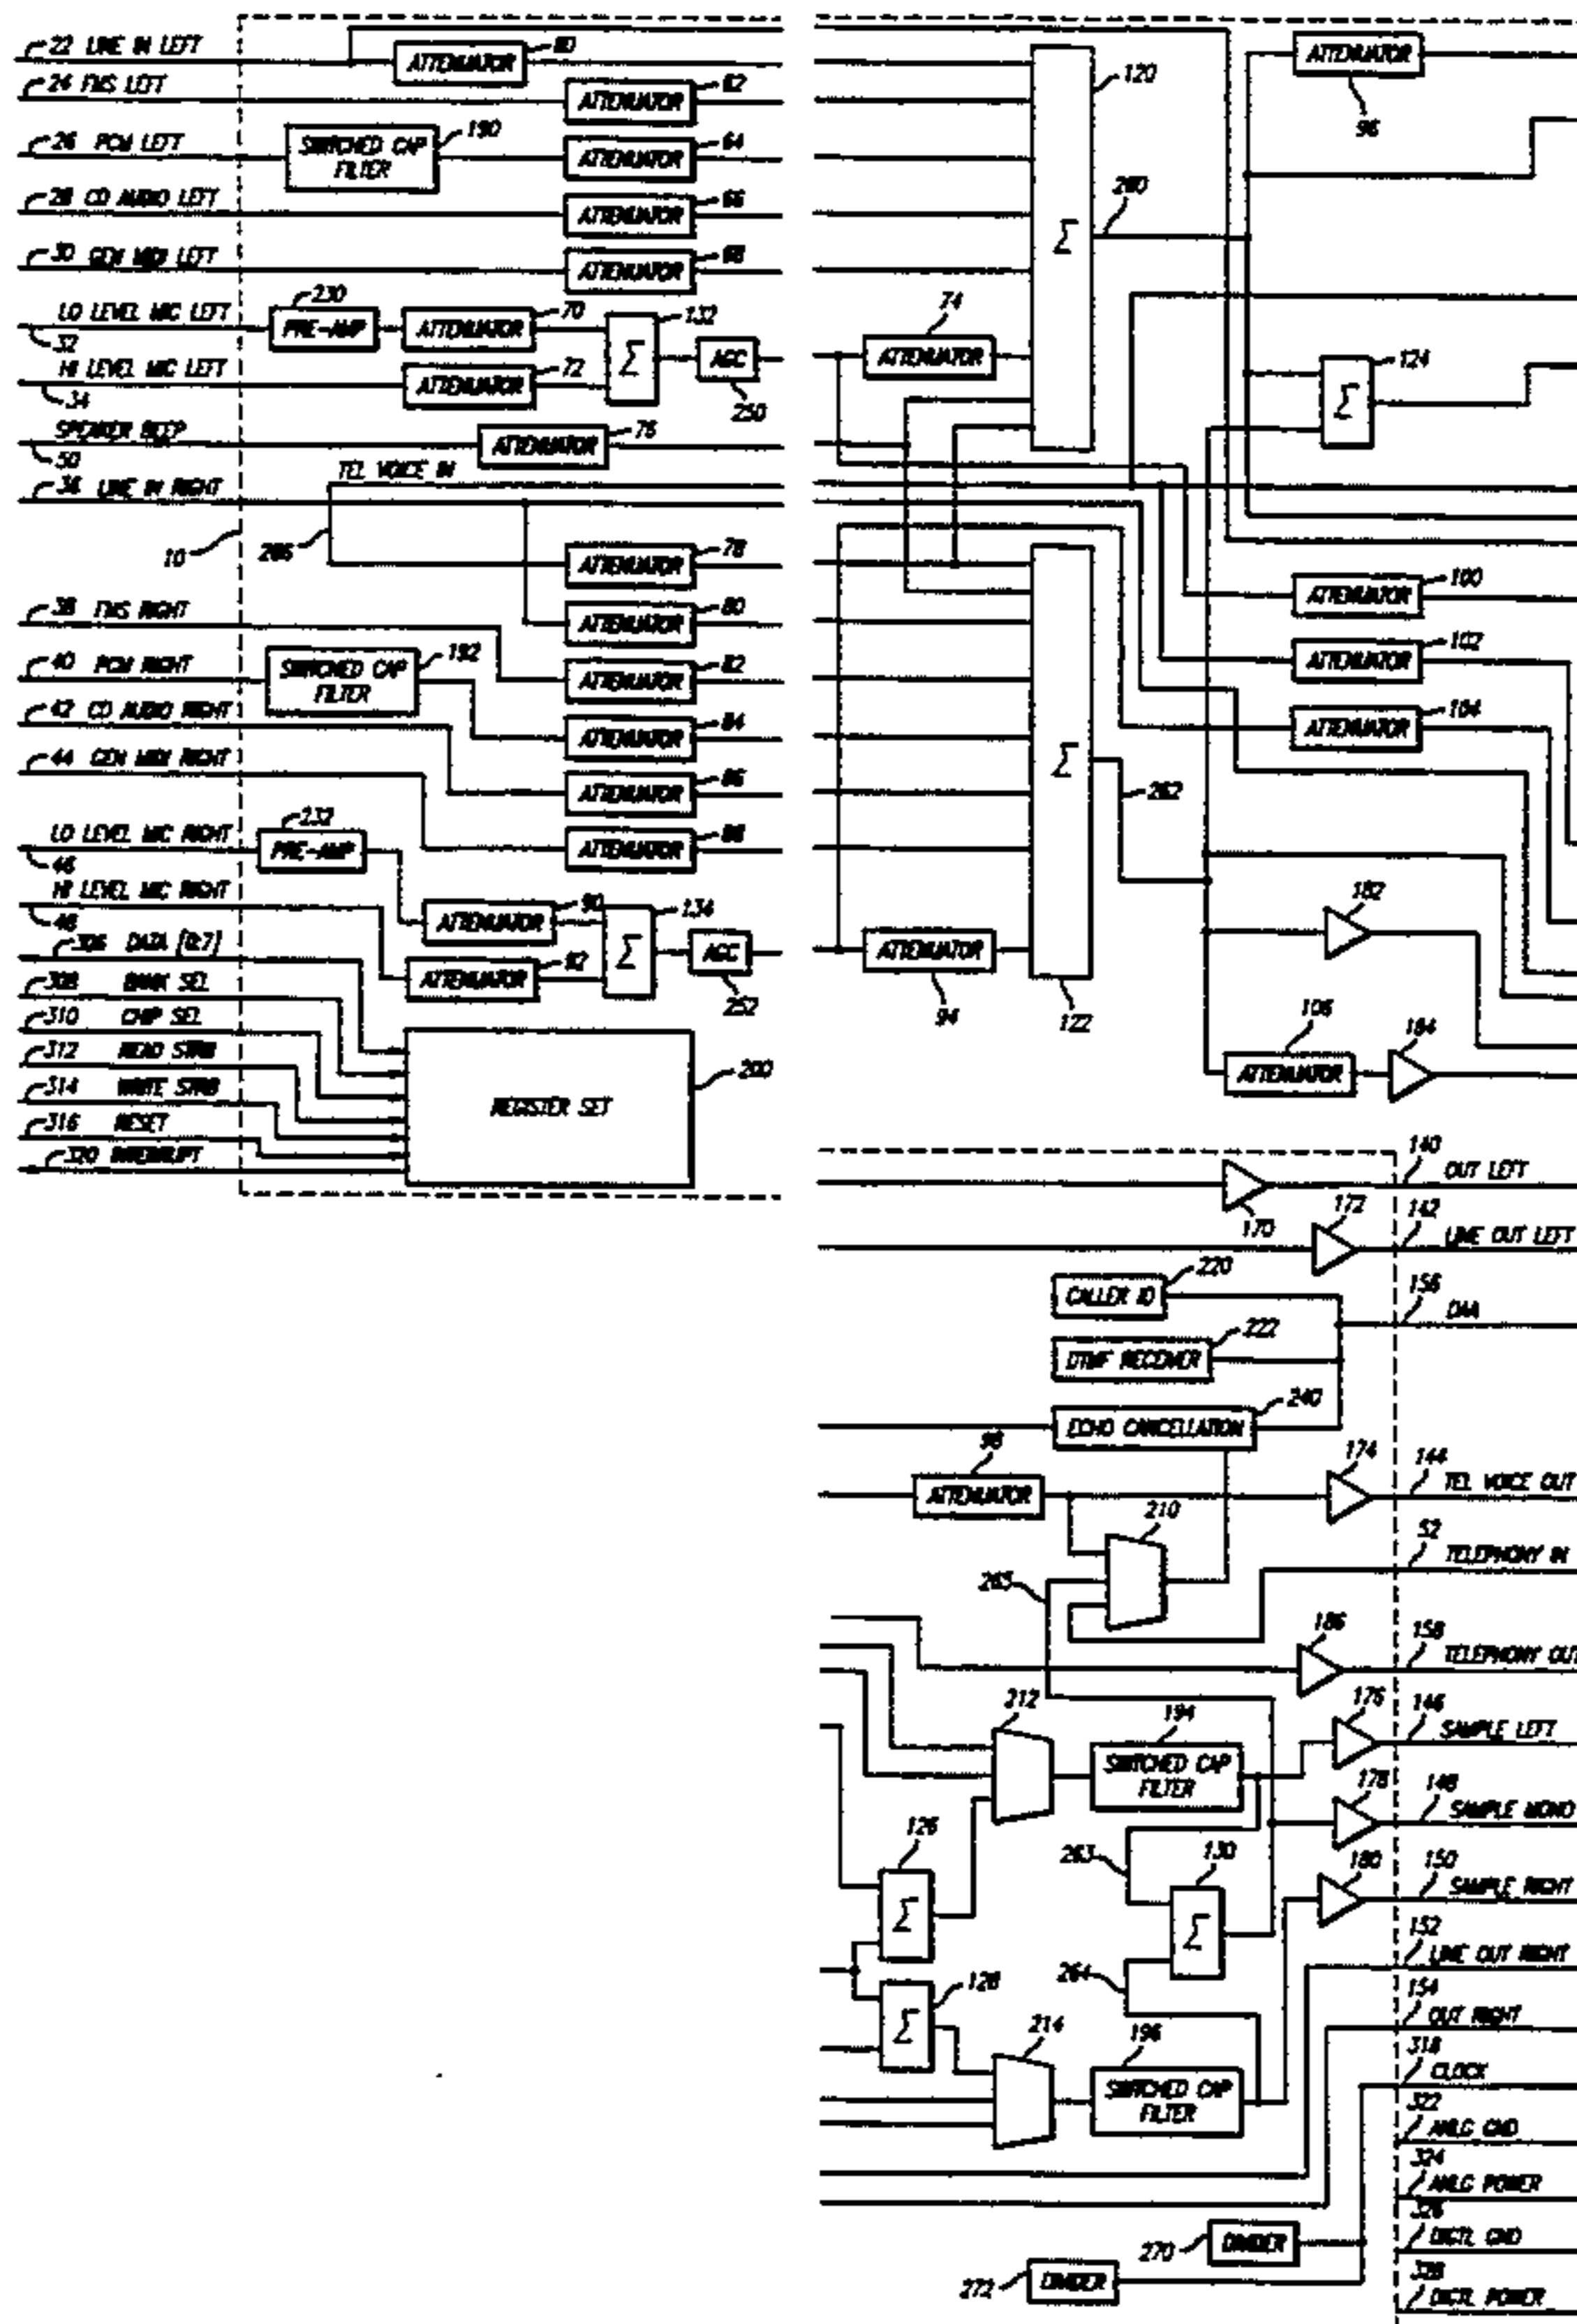 22 LINE IN LEFT
60
ATTENUATOR
24 FMS LEFT
62
ATTENUATOR
26 PCM LEFT
SWITCHED CAP FILTER
190
64
ATTENUATOR
28 CD AUDIO LEFT
66
ATTENUATOR
30 GEN MIDI LEFT
68
ATTENUATOR
LO LEVEL MIC LEFT
32
230
PRE-AMP
70
ATTENUATOR
132
Σ
AGC
250
HI LEVEL MIC LEFT
34
72
ATTENUATOR
SPEAKER BEEP
50
76
ATTENUATOR
TEL VOICE IN
36 LINE IN RIGHT
10
266
78
ATTENUATOR
80
ATTENUATOR
38 FMS RIGHT
82
ATTENUATOR
40 PCM RIGHT
SWITCHED CAP FILTER
192
84
ATTENUATOR
42 CD AUDIO RIGHT
86
ATTENUATOR
44 GEN MIDI RIGHT
88
ATTENUATOR
LO LEVEL MIC RIGHT
46
232
PRE-AMP
90
ATTENUATOR
134
Σ
AGC
252
HI LEVEL MIC RIGHT
48
92
ATTENUATOR
306 DATA [0:7]
308 BANK SEL
310 CHIP SEL
312 READ STRB
314 WRITE STRB
316 RESET
320 INTERRUPT
REGISTER SET
200
120
Σ
260
ATTENUATOR
96
74
ATTENUATOR
124
Σ
100
ATTENUATOR
102
ATTENUATOR
104
ATTENUATOR
Σ
262
122
ATTENUATOR
94
182
106
ATTENUATOR
184
140
OUT LEFT
170
172
142
LINE OUT LEFT
220
CALLER ID
156
DAA
222
DTMF RECEIVER
240
ECHO CANCELLATION
98
ATTENUATOR
174
144
TEL VOICE OUT
210
52
TELEPHONY IN
265
186
158
TELEPHONY OUT
212
194
SWITCHED CAP FILTER
176
146
SAMPLE LEFT
178
148
SAMPLE MONO
126
Σ
263
130
Σ
180
150
SAMPLE RIGHT
152
LINE OUT RIGHT
264
128
Σ
154
OUT RIGHT
214
196
SWITCHED CAP FILTER
318
CLOCK
322
ANLG GND
324
ANLG POWER
326
DIGTL GND
270
DIVIDER
328
DIGTL POWER
272
DIVIDER